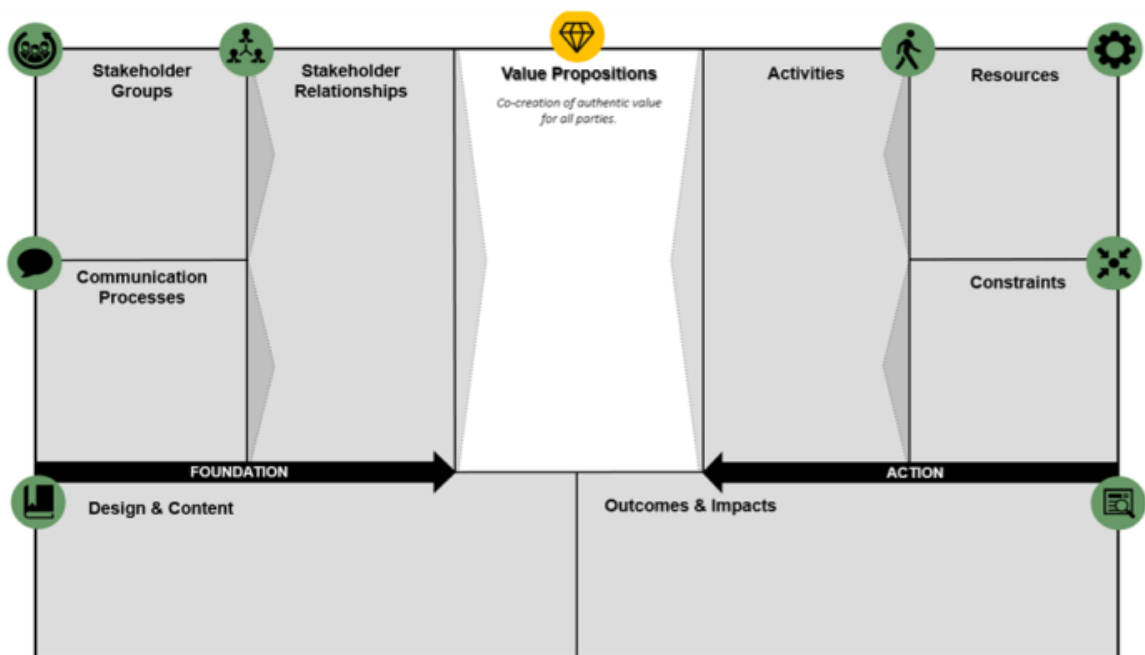 Stakeholder
Groups
Stakeholder
Relationships
Value Propositions
Co-creation of authentic value
for all parties.
Activities
Resources
Communication
Processes
Constraints
FOUNDATION
ACTION
Design & Content
Outcomes & Impacts